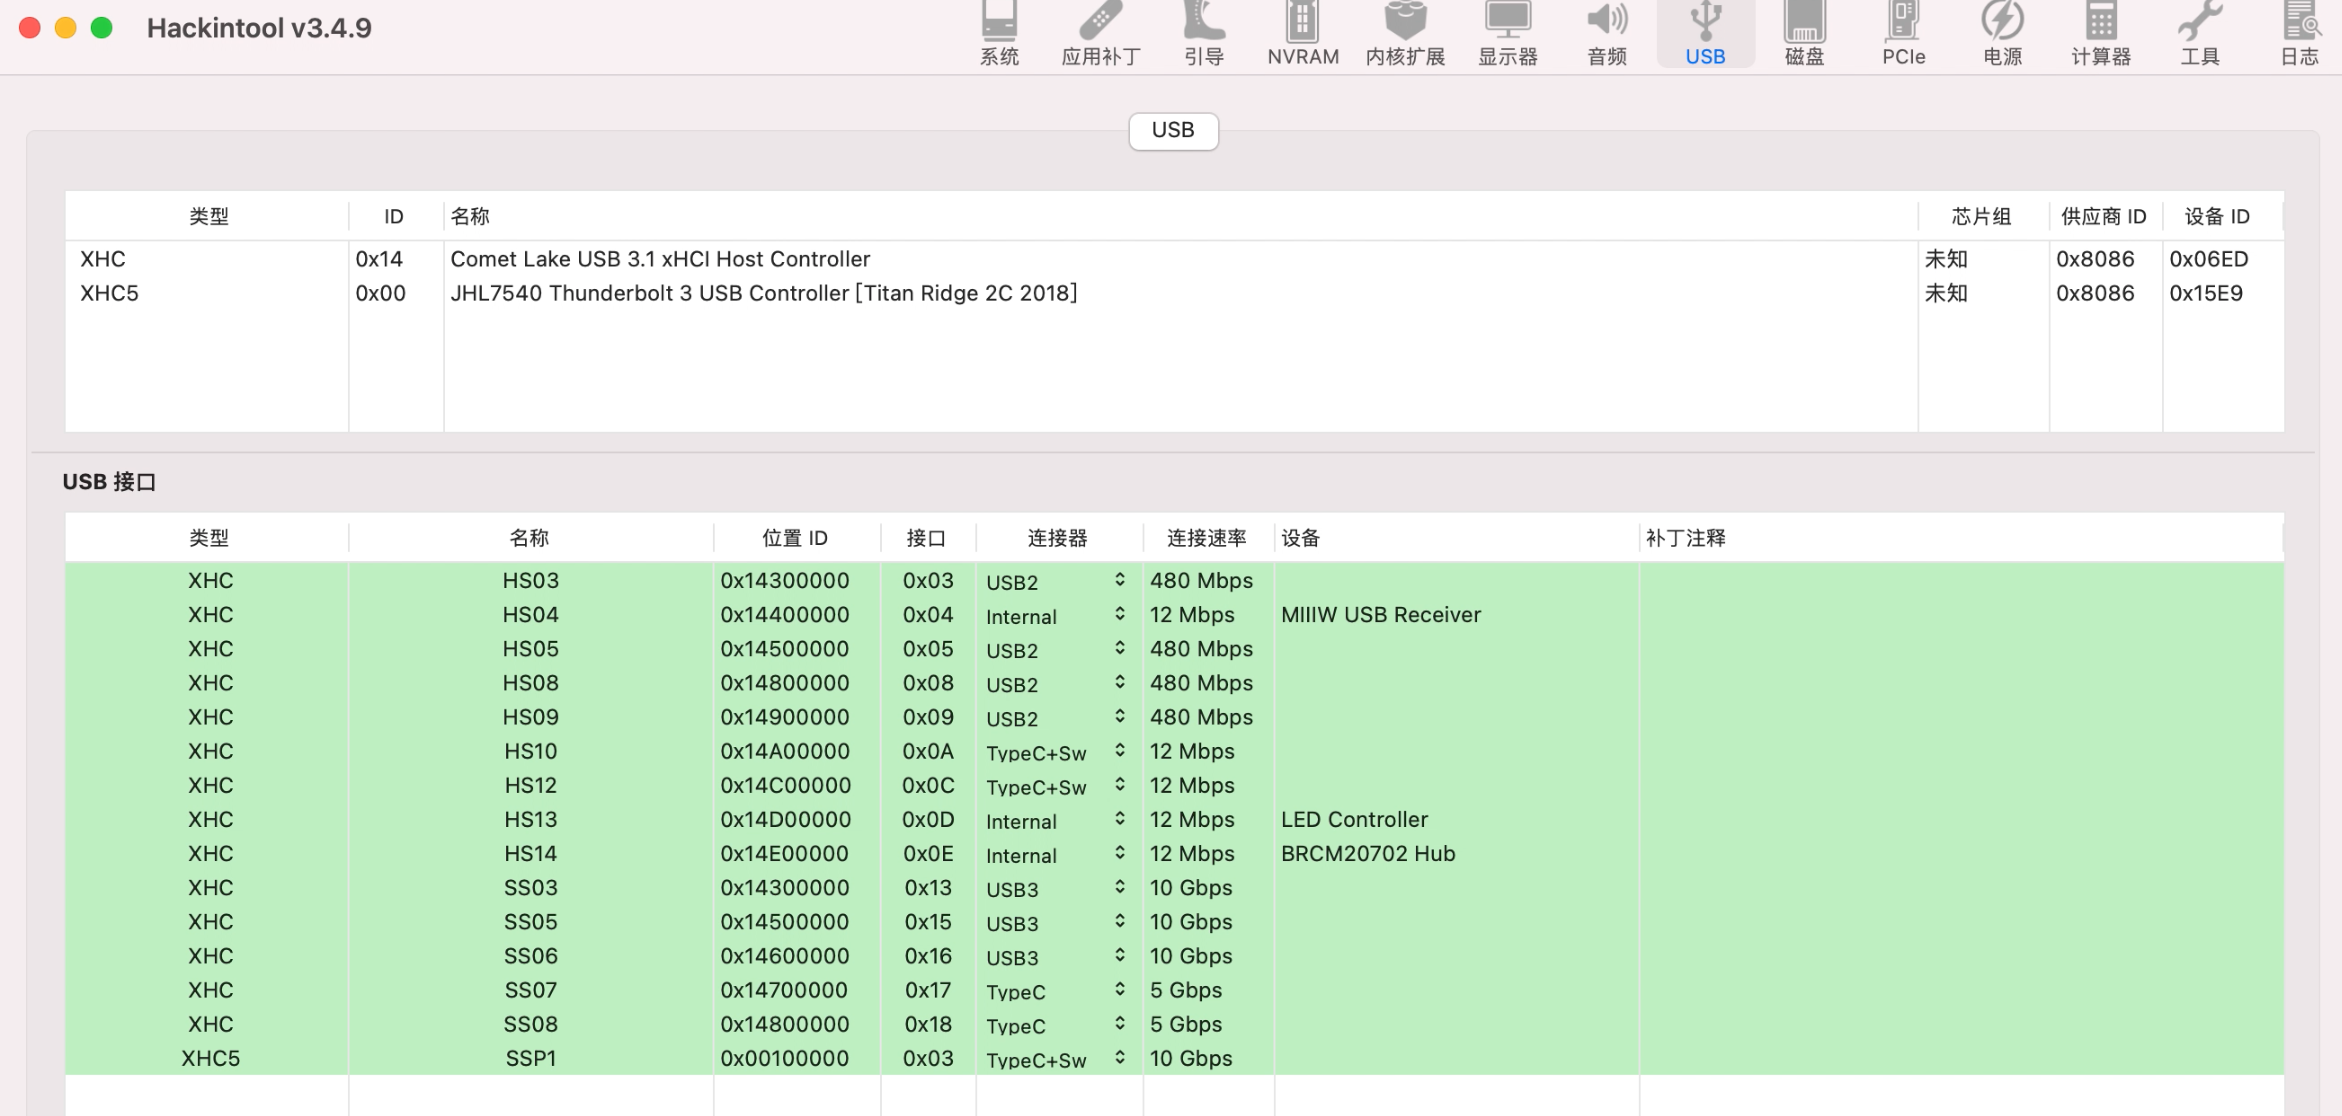 Hackintool v3.4.9
系统 应用补丁 引导 NVRAM 内核扩展 显示器 音频 USB 磁盘 PCIe 电源 计算器 工具 日志
USB
类型 ID 名称 芯片组 供应商 ID 设备 ID
XHC 0x14 Comet Lake USB 3.1 xHCI Host Controller 未知 0x8086 0x06ED
XHC5 0x00 JHL7540 Thunderbolt 3 USB Controller [Titan Ridge 2C 2018] 未知 0x8086 0x15E9
USB 接口
类型 名称 位置 ID 接口 连接器 连接速率 设备 补丁注释
XHC HS03 0x14300000 0x03 USB2 480 Mbps
XHC HS04 0x14400000 0x04 Internal 12 Mbps MIIIW USB Receiver
XHC HS05 0x14500000 0x05 USB2 480 Mbps
XHC HS08 0x14800000 0x08 USB2 480 Mbps
XHC HS09 0x14900000 0x09 USB2 480 Mbps
XHC HS10 0x14A00000 0x0A TypeC+Sw 12 Mbps
XHC HS12 0x14C00000 0x0C TypeC+Sw 12 Mbps
XHC HS13 0x14D00000 0x0D Internal 12 Mbps LED Controller
XHC HS14 0x14E00000 0x0E Internal 12 Mbps BRCM20702 Hub
XHC SS03 0x14300000 0x13 USB3 10 Gbps
XHC SS05 0x14500000 0x15 USB3 10 Gbps
XHC SS06 0x14600000 0x16 USB3 10 Gbps
XHC SS07 0x14700000 0x17 TypeC 5 Gbps
XHC SS08 0x14800000 0x18 TypeC 5 Gbps
XHC5 SSP1 0x00100000 0x03 TypeC+Sw 10 Gbps